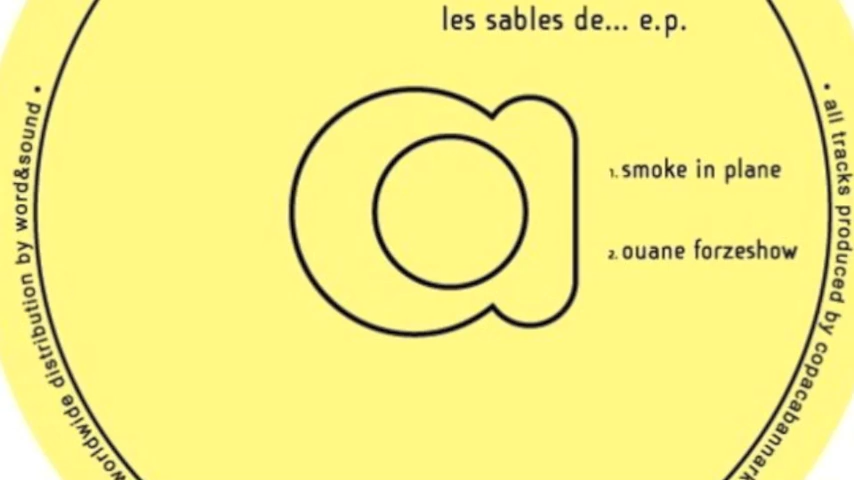 les sables de... e.p.
a
1. smoke in plane
2. ouane forzeshow
worldwide distribution by word&sound •
• all tracks produced by copacabannark